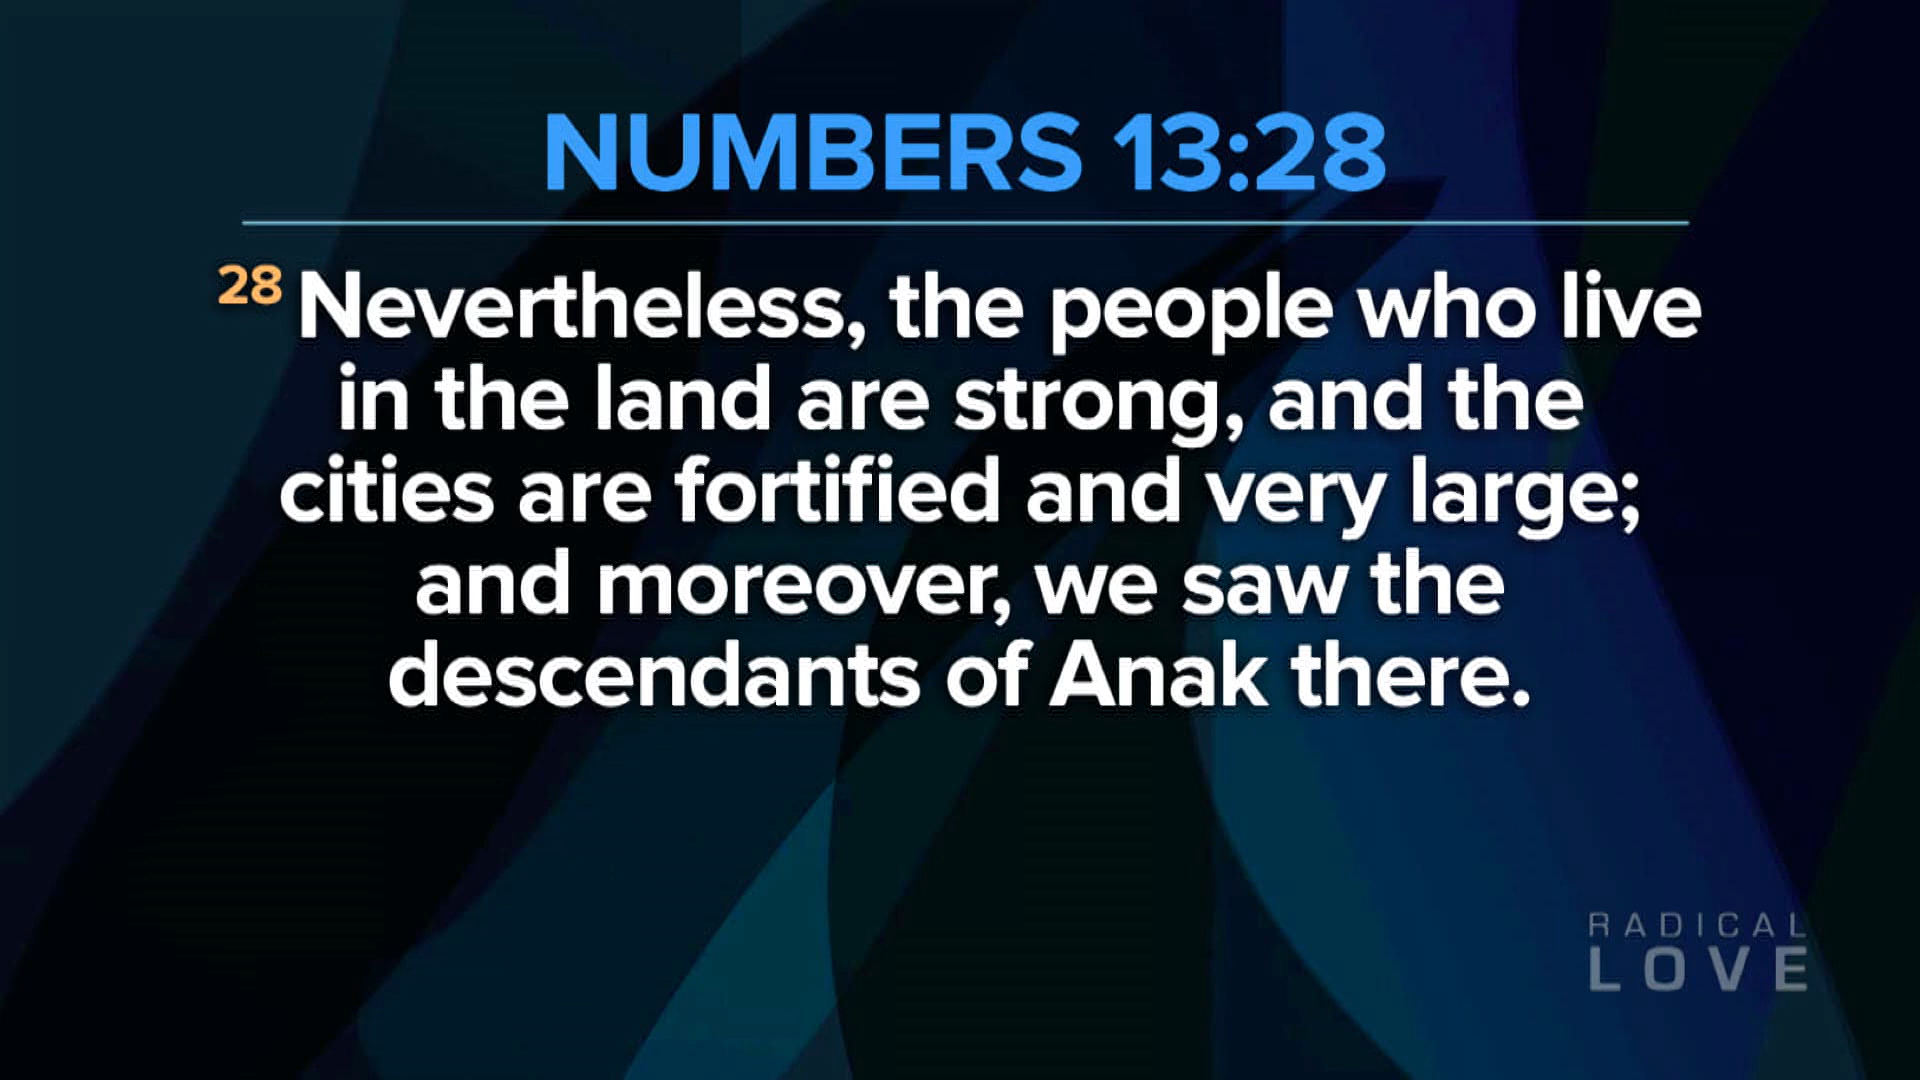 NUMBERS 13:28
28 Nevertheless, the people who live
in the land are strong, and the
cities are fortified and very large;
and moreover, we saw the
descendants of Anak there.
RADICAL
LOVE